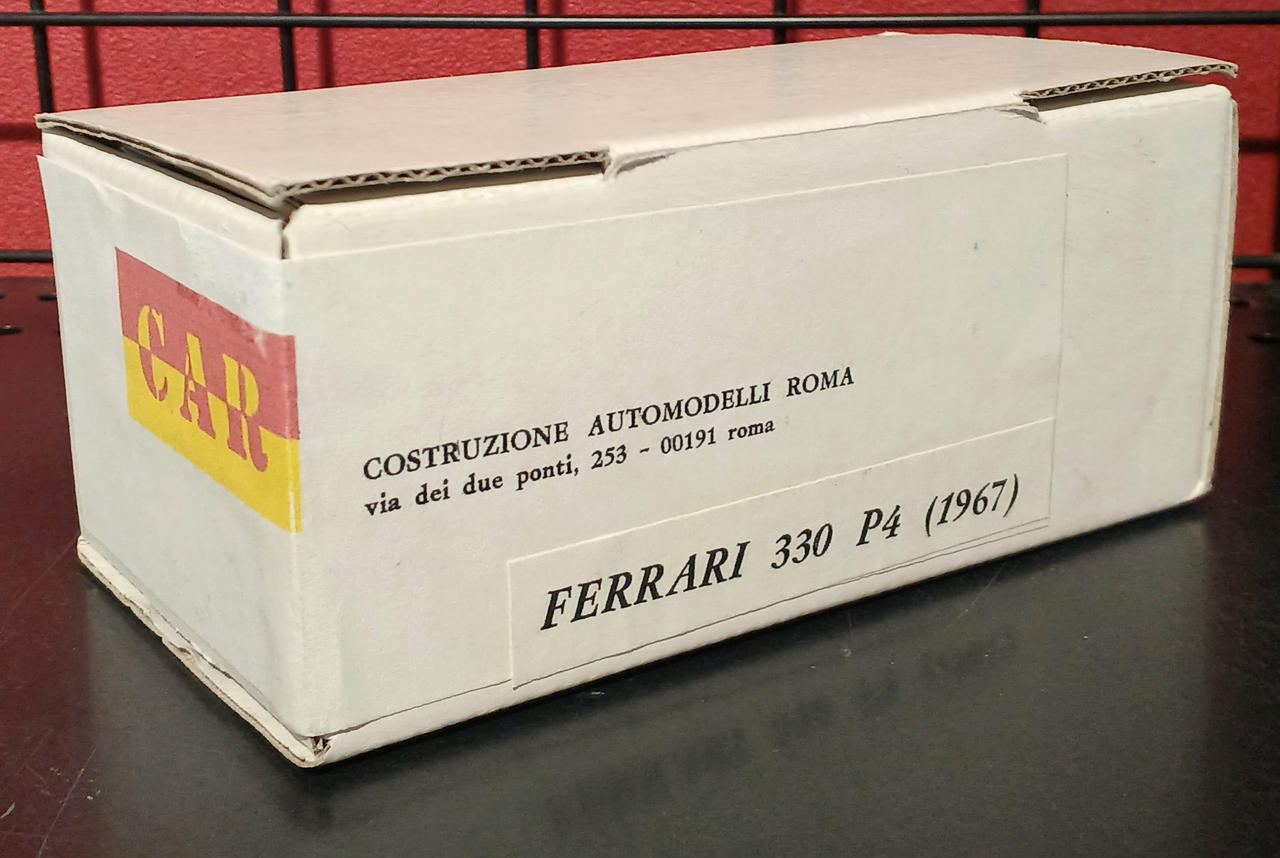 CAR
COSTRUZIONE AUTOMODELLI ROMA
via dei due ponti, 253 - 00191 roma
FERRARI 330 P4 (1967)